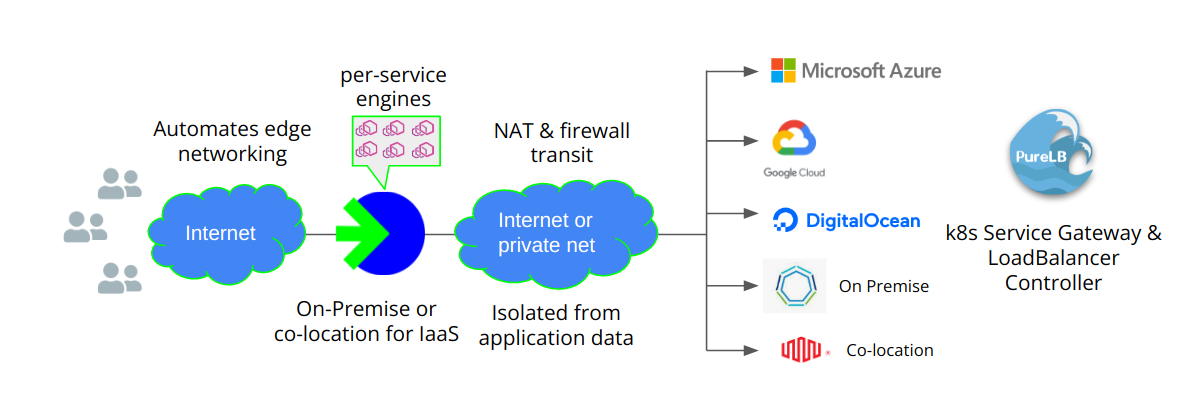 per-service
engines
Automates edge
networking
NAT & firewall
transit
Internet
Internet or
private net
On-Premise or
co-location for IaaS
Isolated from
application data
Microsoft Azure
Google Cloud
DigitalOcean
On Premise
Co-location
PureLB
k8s Service Gateway &
LoadBalancer
Controller